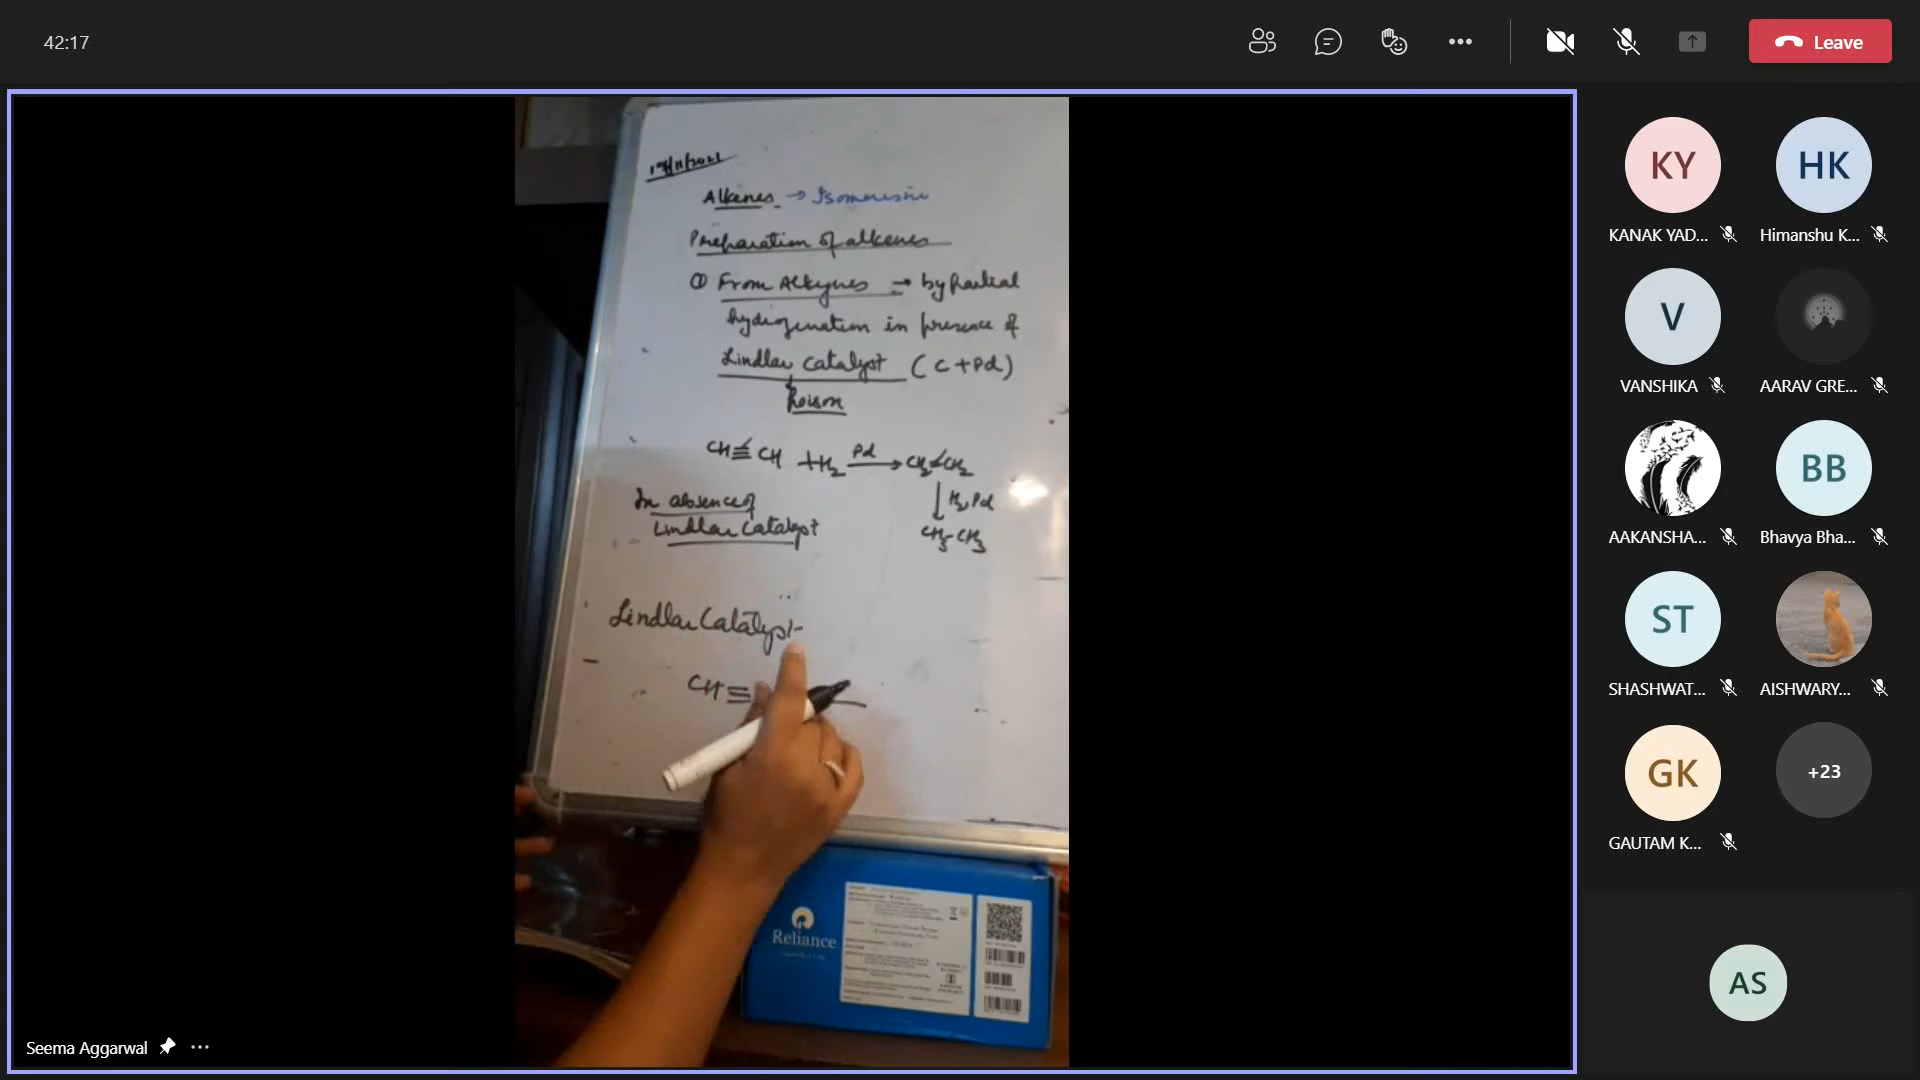 42:17
Leave
17/11/2021
Alkenes → Isomerism
Preparation of alkenes
① From Alkynes → by partial
hydrogenation in presence of
Lindlar Catalyst (C + Pd)
Poison
CH≡CH + H2 Pd → CH2=CH2
↓ H2, Pd
CH3-CH3
In absence of
Lindlar Catalyst
Lindlar Catalyst-
CH≡
Reliance
Seema Aggarwal
KY
KANAK YAD...
HK
Himanshu K...
V
VANSHIKA
AARAV GRE...
AAKANSHA...
BB
Bhavya Bha...
ST
SHASHWAT...
AISHWARY...
GK
GAUTAM K...
+23
AS